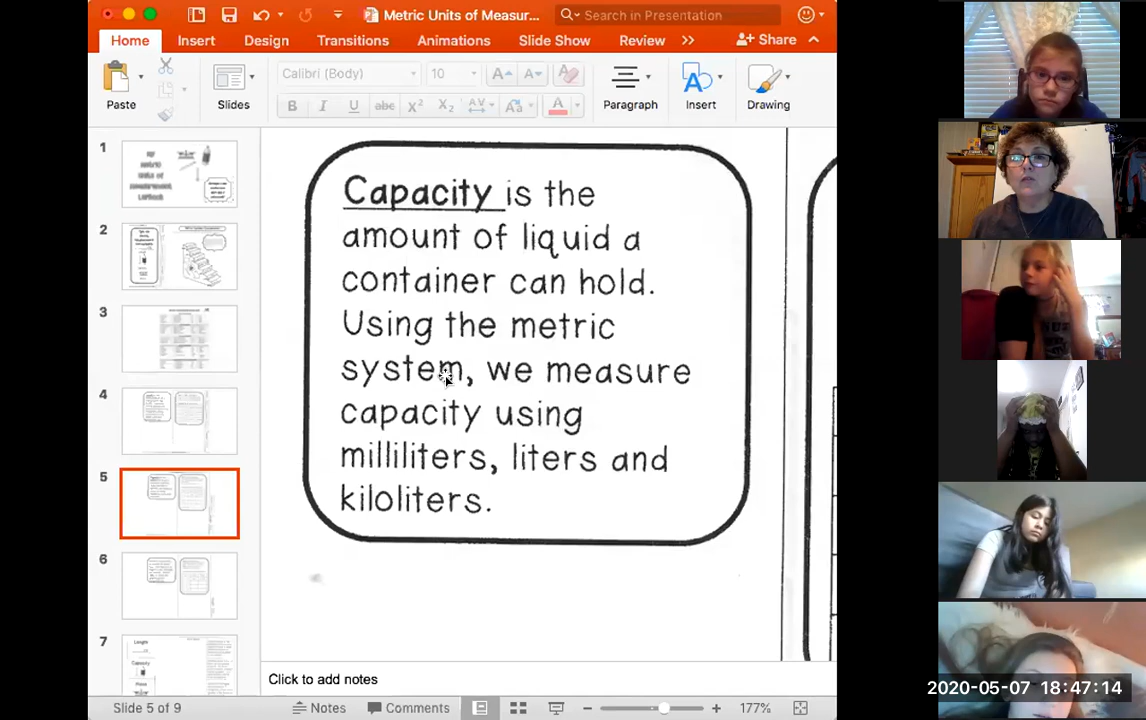 Metric Units of Measur...
Search in Presentation
Home Insert Design Transitions Animations Slide Show Review >> Share
Paste
Slides
Calibri (Body) 10
Paragraph
Insert
Drawing
1
2
3
4
5
6
7
Length
Capacity
Capacity is the
amount of liquid a
container can hold.
Using the metric
system, we measure
capacity using
milliliters, liters and
kiloliters.
Click to add notes
Slide 5 of 9 Notes Comments 177%
2020-05-07 18:47:14